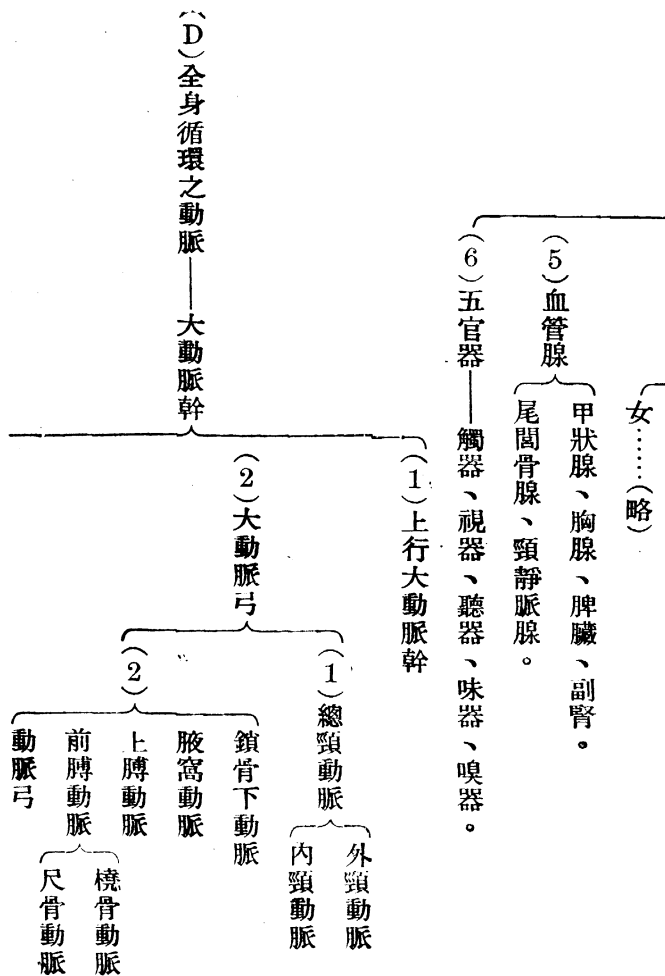 女……(略)
(5)血管腺
甲狀腺、胸腺、脾臟、副腎。
尾閭骨腺、頸靜脈腺。
(6)五官器——觸器、視器、聽器、味器、嗅器。
(D)全身循環之動脈——大動脈幹
(1)上行大動脈幹
(2)大動脈弓
(1)總頸動脈
外頸動脈
內頸動脈
(2)
鎖骨下動脈
腋窩動脈
上膊動脈
前膊動脈
橈骨動脈
尺骨動脈
動脈弓